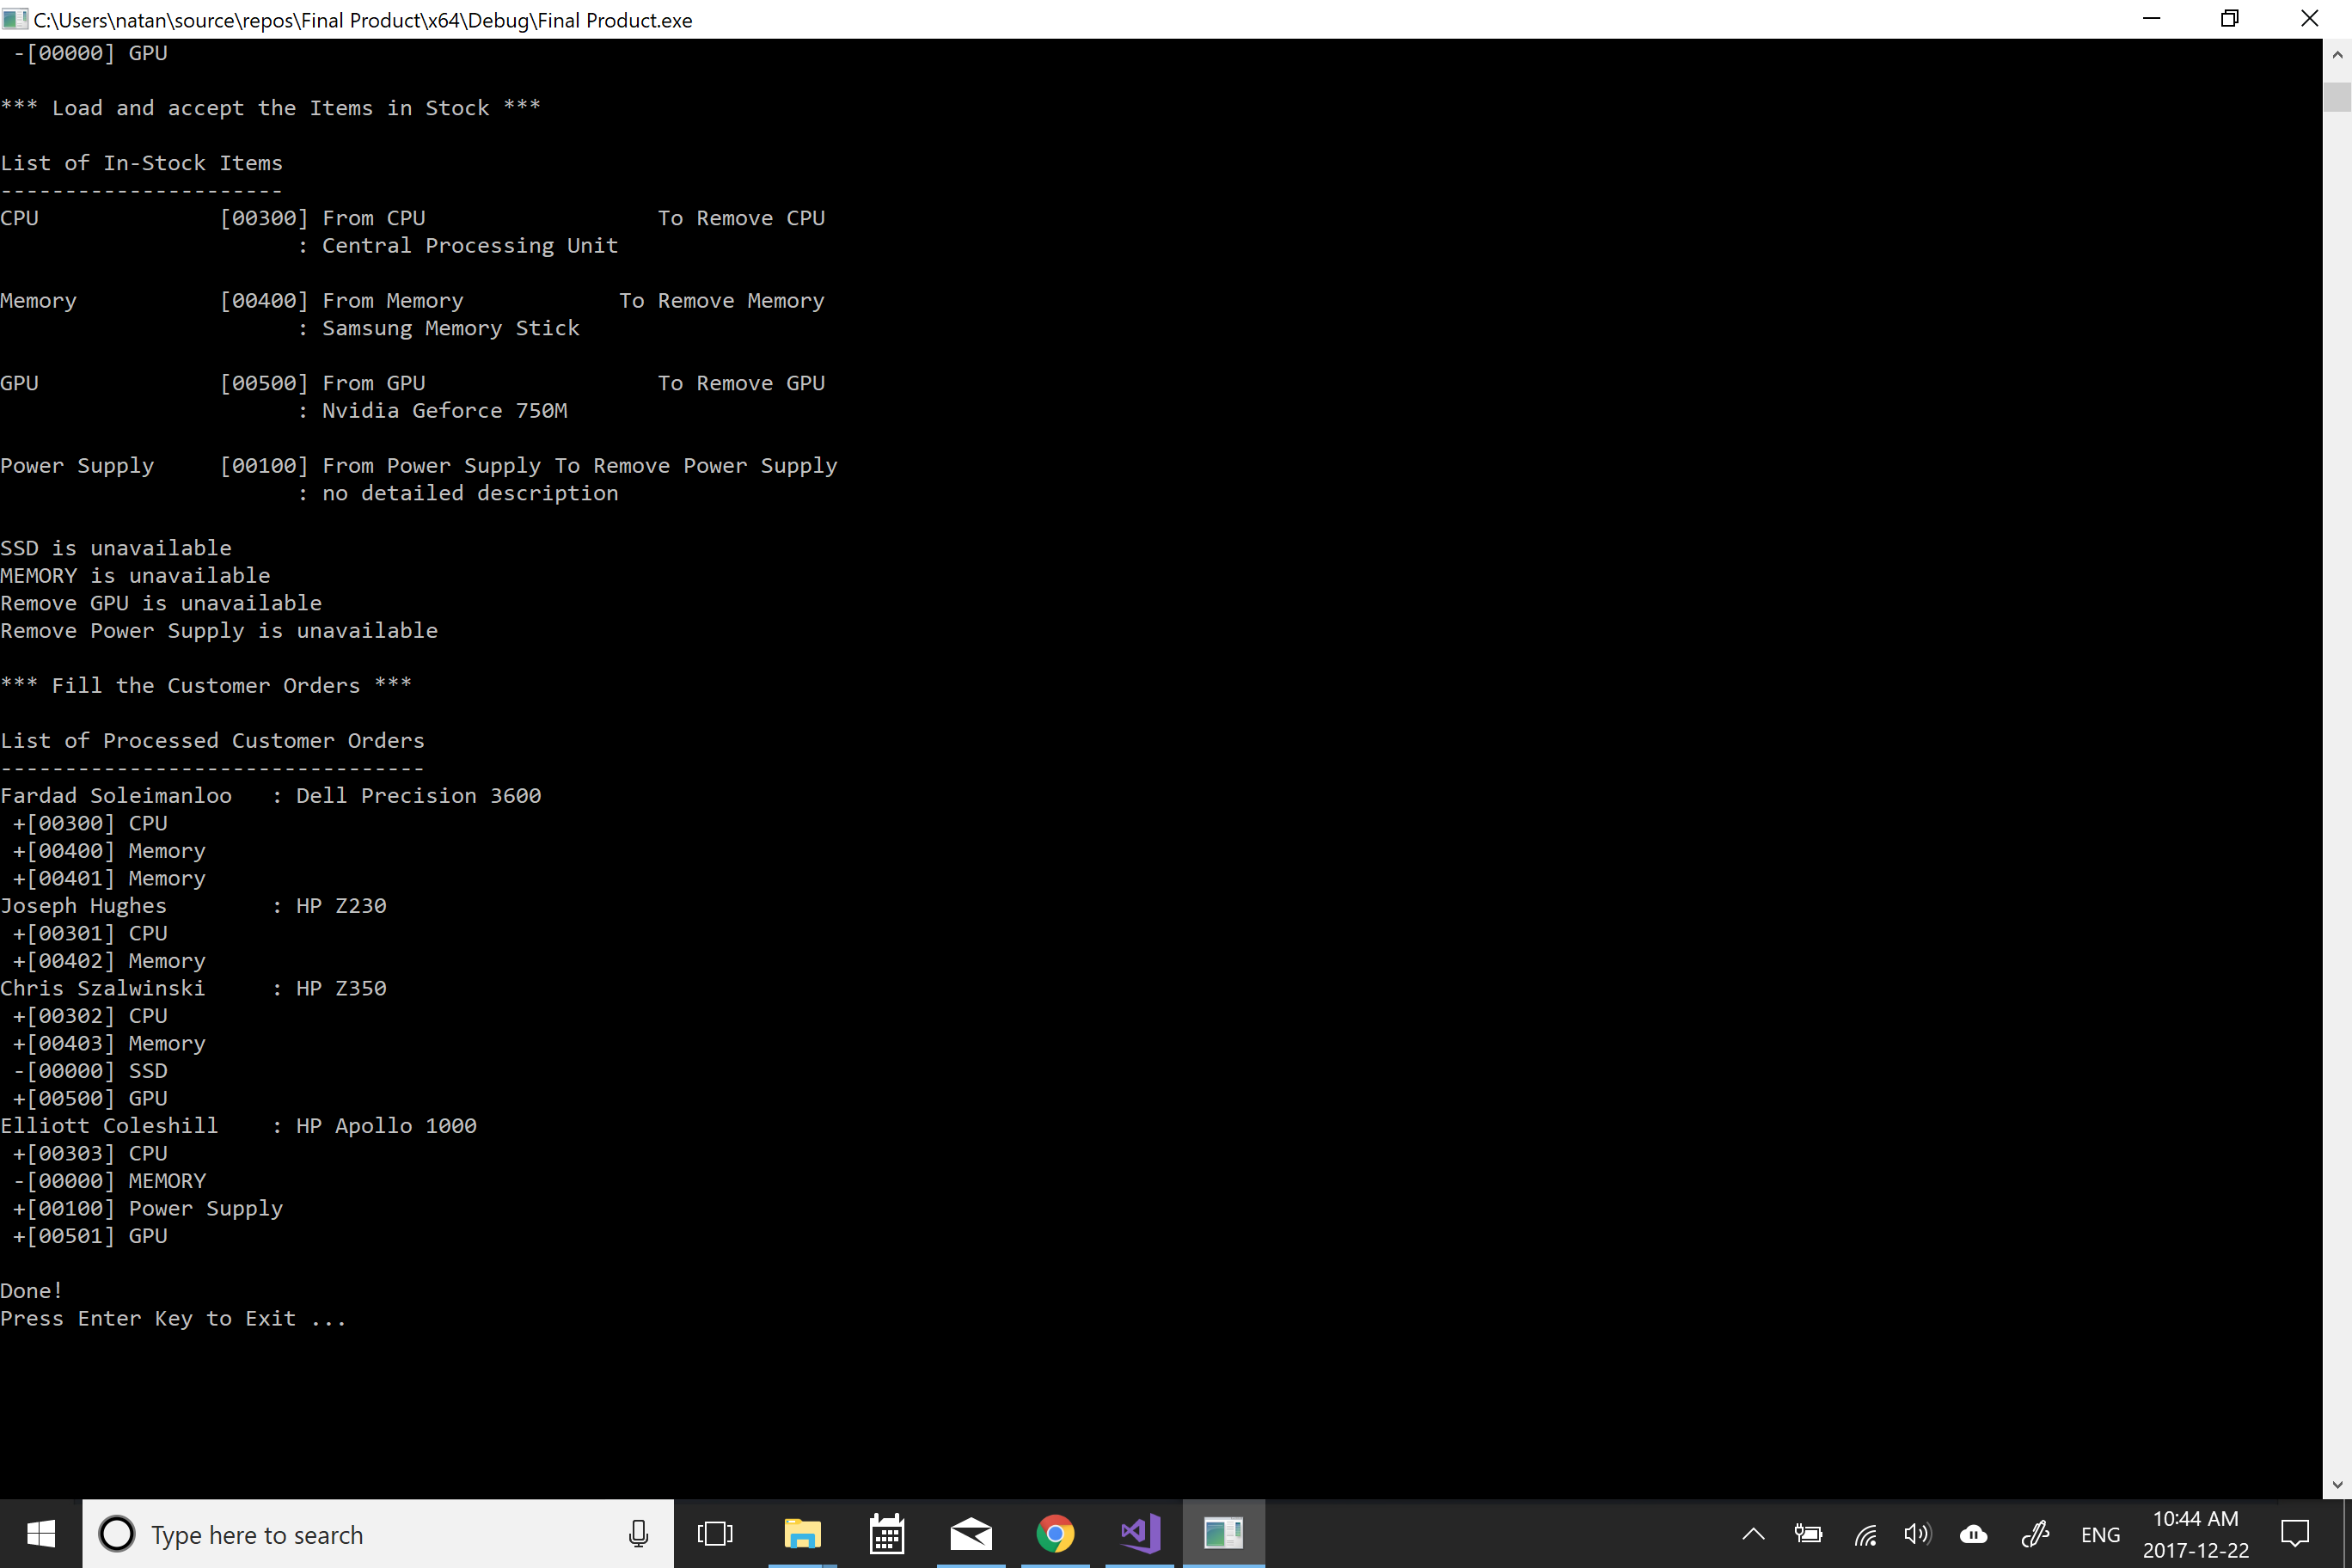 C:\Users\natan\source\repos\Final Product\x64\Debug\Final Product.exe
-[00000] GPU
*** Load and accept the Items in Stock ***
List of In-Stock Items
----------------------
CPU              [00300] From CPU                  To Remove CPU
: Central Processing Unit
Memory           [00400] From Memory            To Remove Memory
: Samsung Memory Stick
GPU              [00500] From GPU                  To Remove GPU
: Nvidia Geforce 750M
Power Supply     [00100] From Power Supply To Remove Power Supply
: no detailed description
SSD is unavailable
MEMORY is unavailable
Remove GPU is unavailable
Remove Power Supply is unavailable
*** Fill the Customer Orders ***
List of Processed Customer Orders
---------------------------------
Fardad Soleimanloo   : Dell Precision 3600
+[00300] CPU
+[00400] Memory
+[00401] Memory
Joseph Hughes        : HP Z230
+[00301] CPU
+[00402] Memory
Chris Szalwinski     : HP Z350
+[00302] CPU
+[00403] Memory
-[00000] SSD
+[00500] GPU
Elliott Coleshill    : HP Apollo 1000
+[00303] CPU
-[00000] MEMORY
+[00100] Power Supply
+[00501] GPU
Done!
Press Enter Key to Exit ...
Type here to search
ENG
10:44 AM
2017-12-22